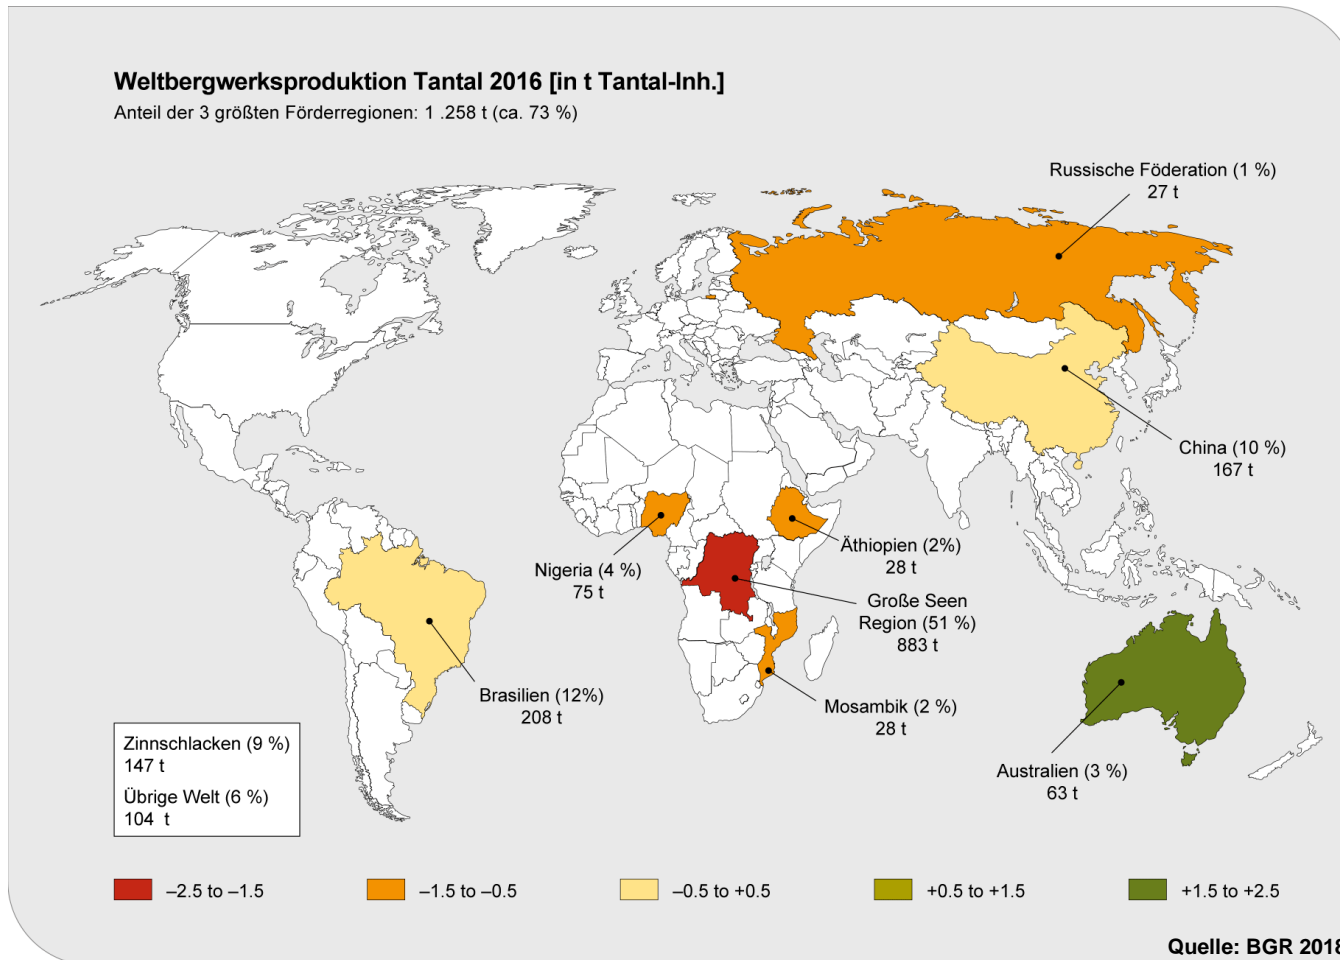 Weltbergwerksproduktion Tantal 2016 [in t Tantal-Inh.]
Anteil der 3 größten Förderregionen: 1 .258 t (ca. 73 %)
Russische Föderation (1 %)
27 t
China (10 %)
167 t
Äthiopien (2%)
28 t
Nigeria (4 %)
75 t
Große Seen
Region (51 %)
883 t
Brasilien (12%)
208 t
Mosambik (2 %)
28 t
Australien (3 %)
63 t
Zinnschlacken (9 %)
147 t
Übrige Welt (6 %)
104 t
–2.5 to –1.5
–1.5 to –0.5
–0.5 to +0.5
+0.5 to +1.5
+1.5 to +2.5
Quelle: BGR 2018